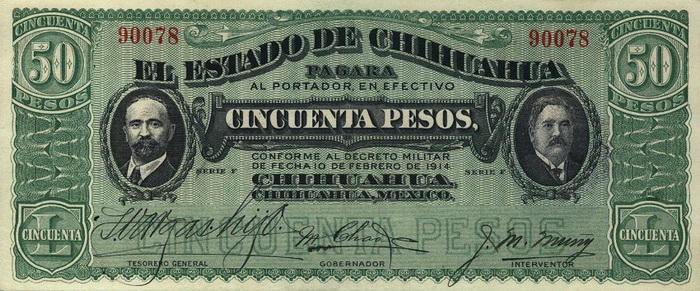 CINCUENTA
CINCUENTA
90078
90078
50
50
PESOS
PESOS
EL ESTADO DE CHIHUAHUA
PAGARA
AL PORTADOR, EN EFECTIVO
CINCUENTA PESOS,
CONFORME AL DECRETO MILITAR
DE FECHA 10 DE FEBRERO DE 1914
SERIE F
SERIE F
CHIHUAHUA,
CHIHUAHUA, MEXICO.
L
L
CINCUENTA
CINCUENTA
CINCUENTA PESOS
TESORERO GENERAL
GOBERNADOR
INTERVENTOR